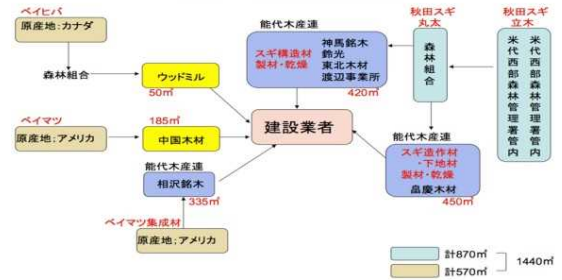 ベイヒバ
原産地:カナダ
森林組合
ウッドミル
50㎥
ベイマツ
原産地;アメリカ
185㎥
中国木材
能代木産連
相沢銘木
335㎥
ベイマツ集成材
原産地;アメリカ
建設業者
能代木産連
スギ構造材
製材・乾燥
神馬銘木
鈴光
東北木材
渡辺事業所
420㎥
秋田スギ
丸太
森林組合
秋田スギ
立木
米代西部森林管理署管内
米代西部森林管理署管内
能代木産連
スギ造作材
・下地材
製材・乾燥
畠慶木材
450㎥
計870㎥
計570㎥
1440㎥